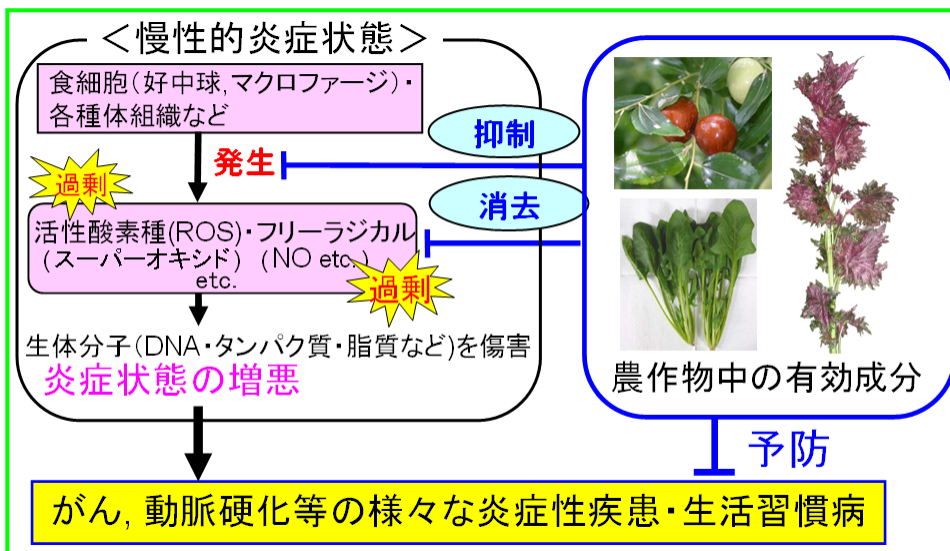 ＜慢性的炎症状態＞
食細胞(好中球,マクロファージ)・
各種体組織など
発生
抑制
過剰
消去
活性酸素種(ROS)・フリーラジカル
(スーパーオキシド) (NO etc.)
etc.
過剰
生体分子(DNA・タンパク質・脂質など)を傷害
炎症状態の増悪
農作物中の有効成分
予防
がん, 動脈硬化等の様々な炎症性疾患・生活習慣病